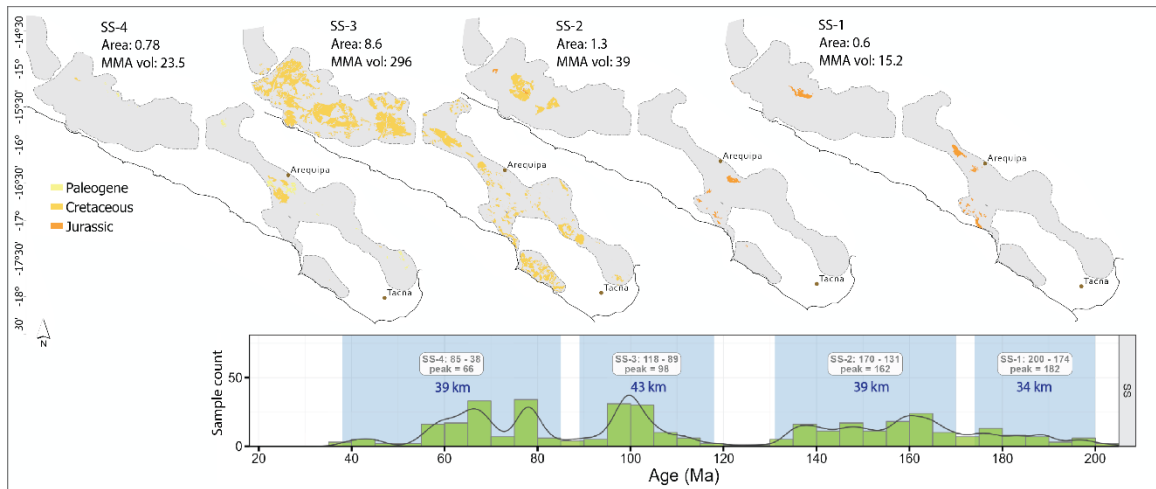 SS-4
Area: 0.78
MMA vol: 23.5
SS-3
Area: 8.6
MMA vol: 296
SS-2
Area: 1.3
MMA vol: 39
SS-1
Area: 0.6
MMA vol: 15.2
-14°30'
-15°
-15°30'
-16°
-16°30'
-17°
-17°30'
-18°
30'
Arequipa
Tacna
Arequipa
Tacna
Arequipa
Tacna
Arequipa
Tacna
Paleogene
Cretaceous
Jurassic
N
SS-4: 85 - 38
peak = 66
39 km
SS-3: 118 - 89
peak = 98
43 km
SS-2: 170 - 131
peak = 162
39 km
SS-1: 200 - 174
peak = 182
34 km
SS
Sample count
50
0
20 40 60 80 100 120 140 160 180 200
Age (Ma)